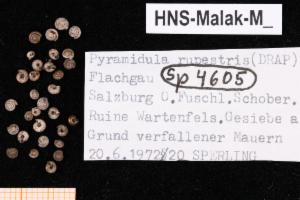 HNS-Malak-M_
Pyramidula rupestris(DRAP)
Flachgau sp 4605
Salzburg O.Fuschl.Schober.
Ruine Wartenfels.Gesiebe a
Grund verfallener Mauern
20.6.1972/20 SPERLING